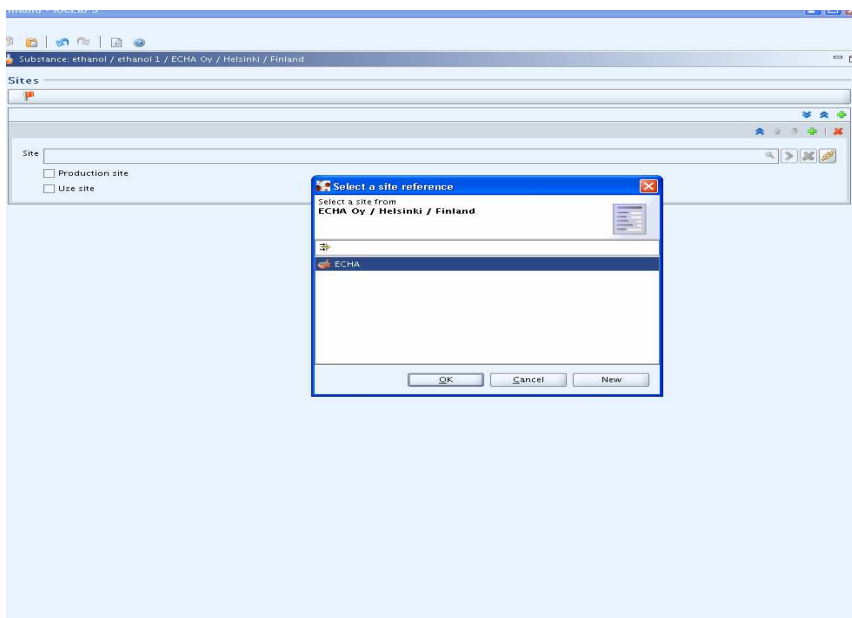 Substance: ethanol / ethanol 1 / ECHA Oy / Helsinki / Finland
Sites
Site
Production site
Use site
Select a site reference
Select a site from
ECHA Oy / Helsinki / Finland
ECHA
OK
Cancel
New